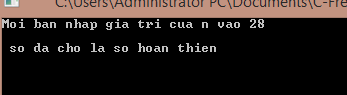 C:\Users\Administrator PC\Documents\C-Fre
Moi ban nhap gia tri cua n vao 28
so da cho la so hoan thien